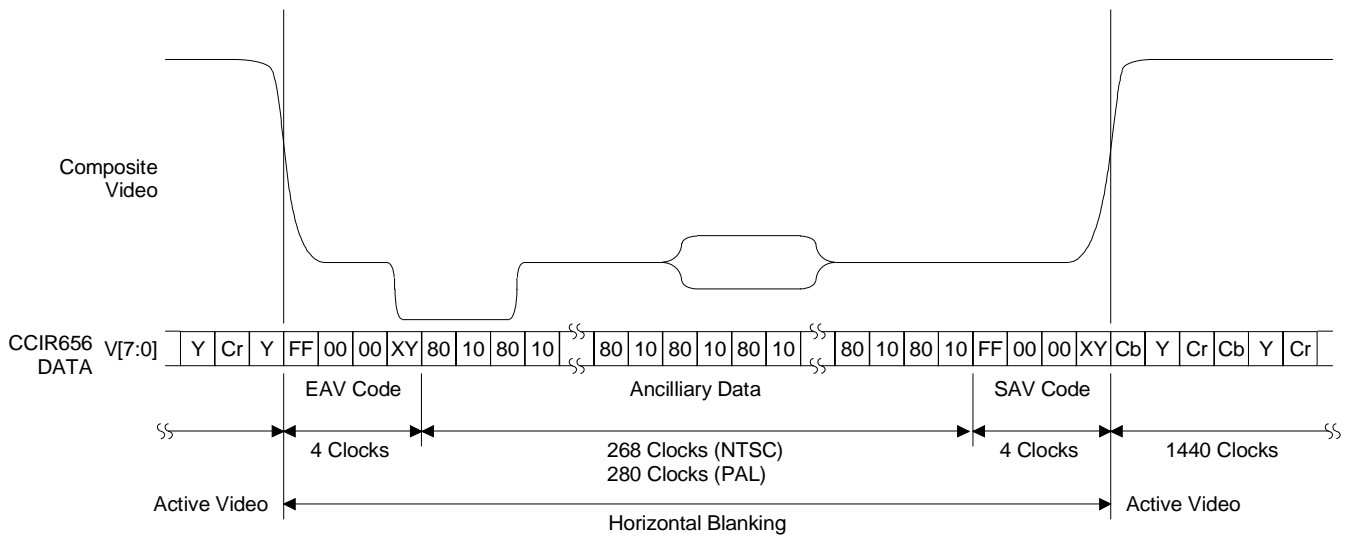 Composite
Video
CCIR656
DATA
V[7:0] Y Cr Y FF 00 00 XY 80 10 80 10 80 10 80 10 80 10 80 10 80 10 FF 00 00 XY Cb Y Cr Cb Y Cr
EAV Code Ancilliary Data SAV Code
4 Clocks 268 Clocks (NTSC) 4 Clocks 1440 Clocks
280 Clocks (PAL)
Active Video Active Video
Horizontal Blanking